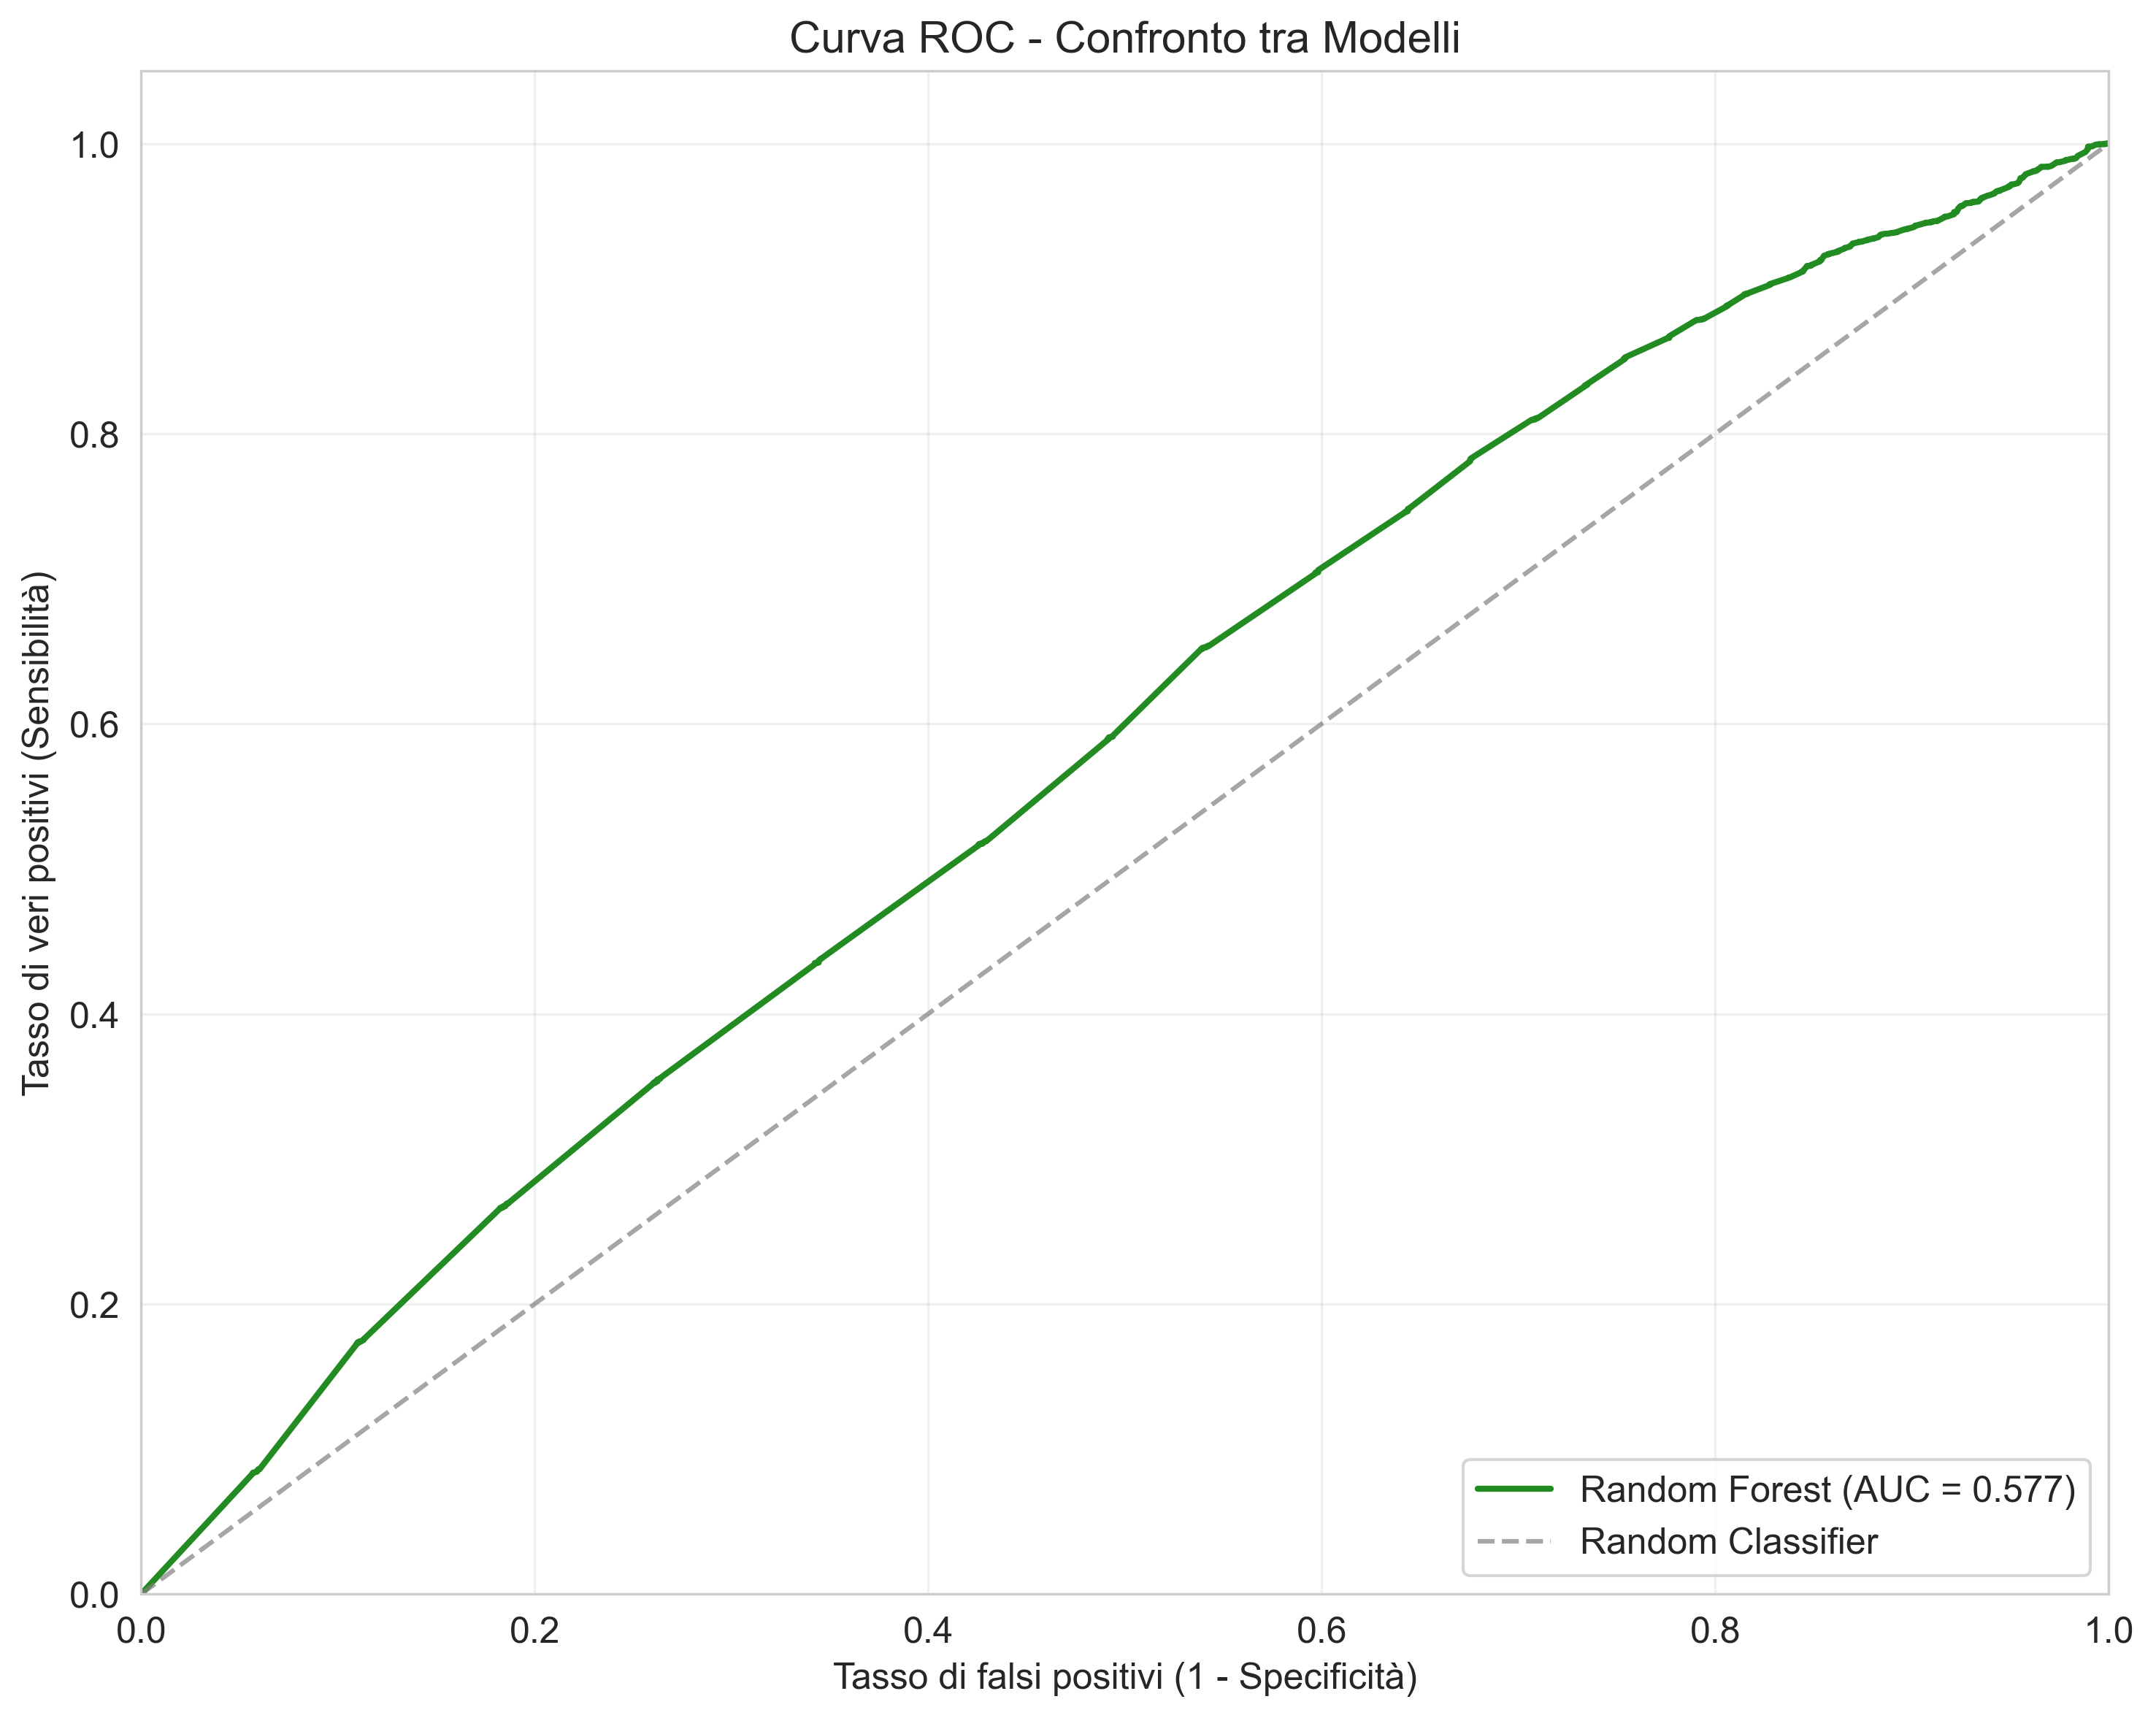 Curva ROC - Confronto tra Modelli
1.0
0.8
0.6
0.4
0.2
0.0
Tasso di veri positivi (Sensibilità)
0.0 0.2 0.4 0.6 0.8 1.0
Tasso di falsi positivi (1 - Specificità)
Random Forest (AUC = 0.577)
Random Classifier